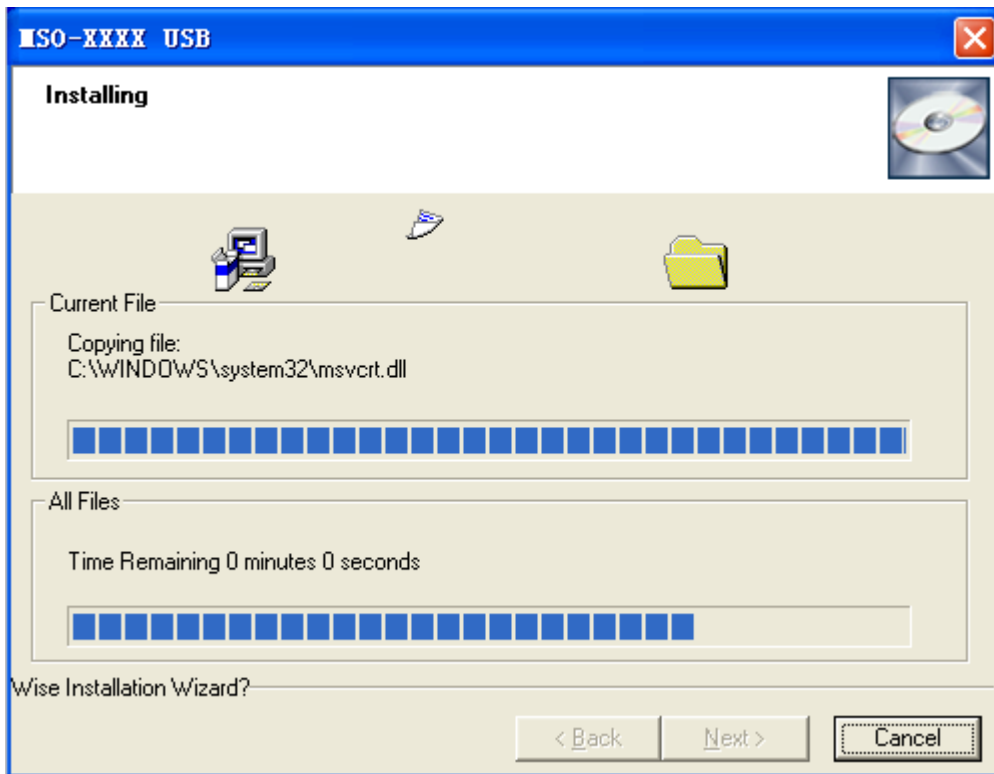 MSO-XXXX USB
Installing
Current File
Copying file:
C:\WINDOWS\system32\msvcrt.dll
All Files
Time Remaining 0 minutes 0 seconds
Wise Installation Wizard?
< Back
Next >
Cancel